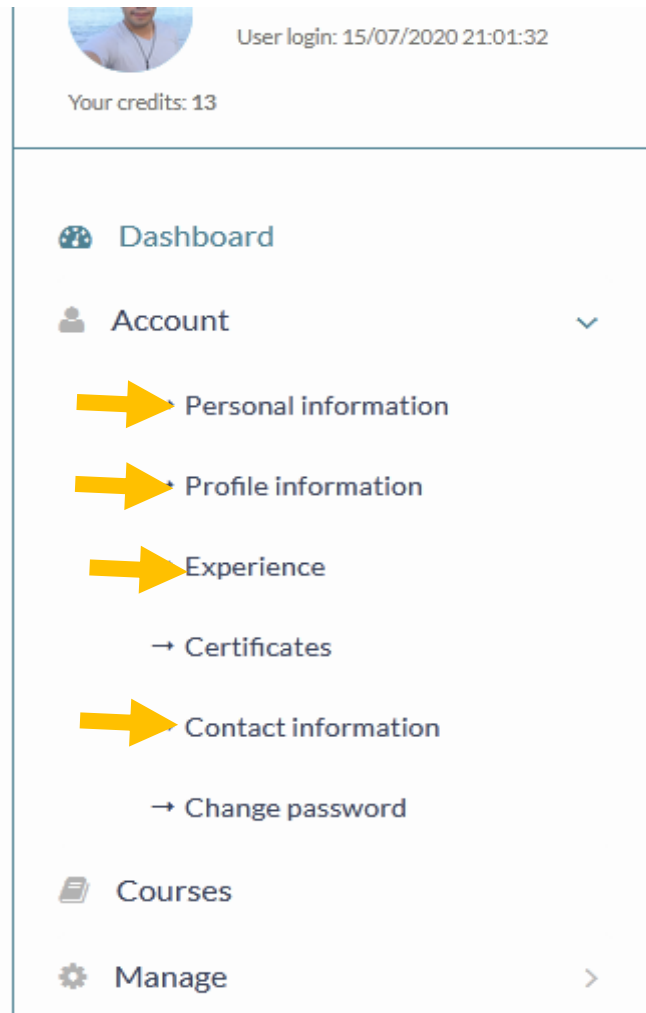 User login: 15/07/2020 21:01:32
Your credits: 13
Dashboard
Account
Personal information
Profile information
Experience
→ Certificates
Contact information
→ Change password
Courses
Manage